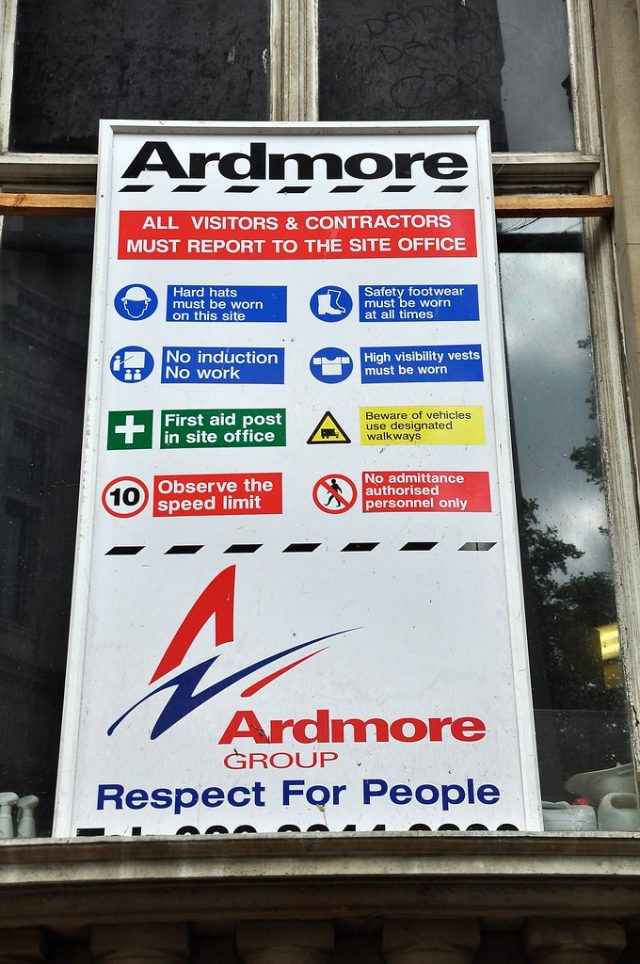 Ardmore
ALL VISITORS & CONTRACTORS
MUST REPORT TO THE SITE OFFICE
Hard hats
must be worn
on this site
Safety footwear
must be worn
at all times
No induction
No work
High visibility vests
must be worn
First aid post
in site office
Beware of vehicles
use designated
walkways
10
Observe the
speed limit
No admittance
authorised
personnel only
Ardmore
GROUP
Respect For People